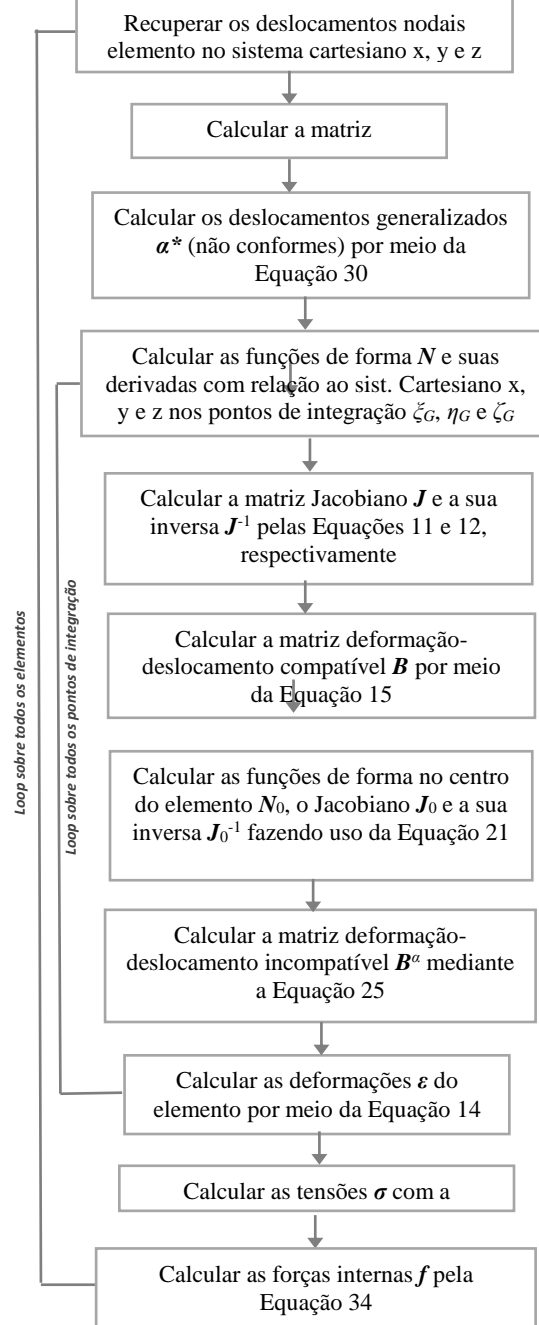 Recuperar os deslocamentos nodais
elemento no sistema cartesiano x, y e z
Calcular a matriz
Calcular os deslocamentos generalizados
α* (não conformes) por meio da
Equação 30
Calcular as funções de forma N e suas
derivadas com relação ao sist. Cartesiano x,
y e z nos pontos de integração ξG, ηG e ζG
Calcular a matriz Jacobiano J e a sua
inversa J-1 pelas Equações 11 e 12,
respectivamente
Calcular a matriz deformação-
deslocamento compatível B por meio
da Equação 15
Calcular as funções de forma no centro
do elemento N0, o Jacobiano J0 e a sua
inversa J0-1 fazendo uso da Equação 21
Calcular a matriz deformação-
deslocamento incompatível Bα mediante
a Equação 25
Calcular as deformações ε do
elemento por meio da Equação 14
Calcular as tensões σ com a
Calcular as forças internas f pela
Equação 34
Loop sobre todos os elementos
Loop sobre todos os pontos de integração